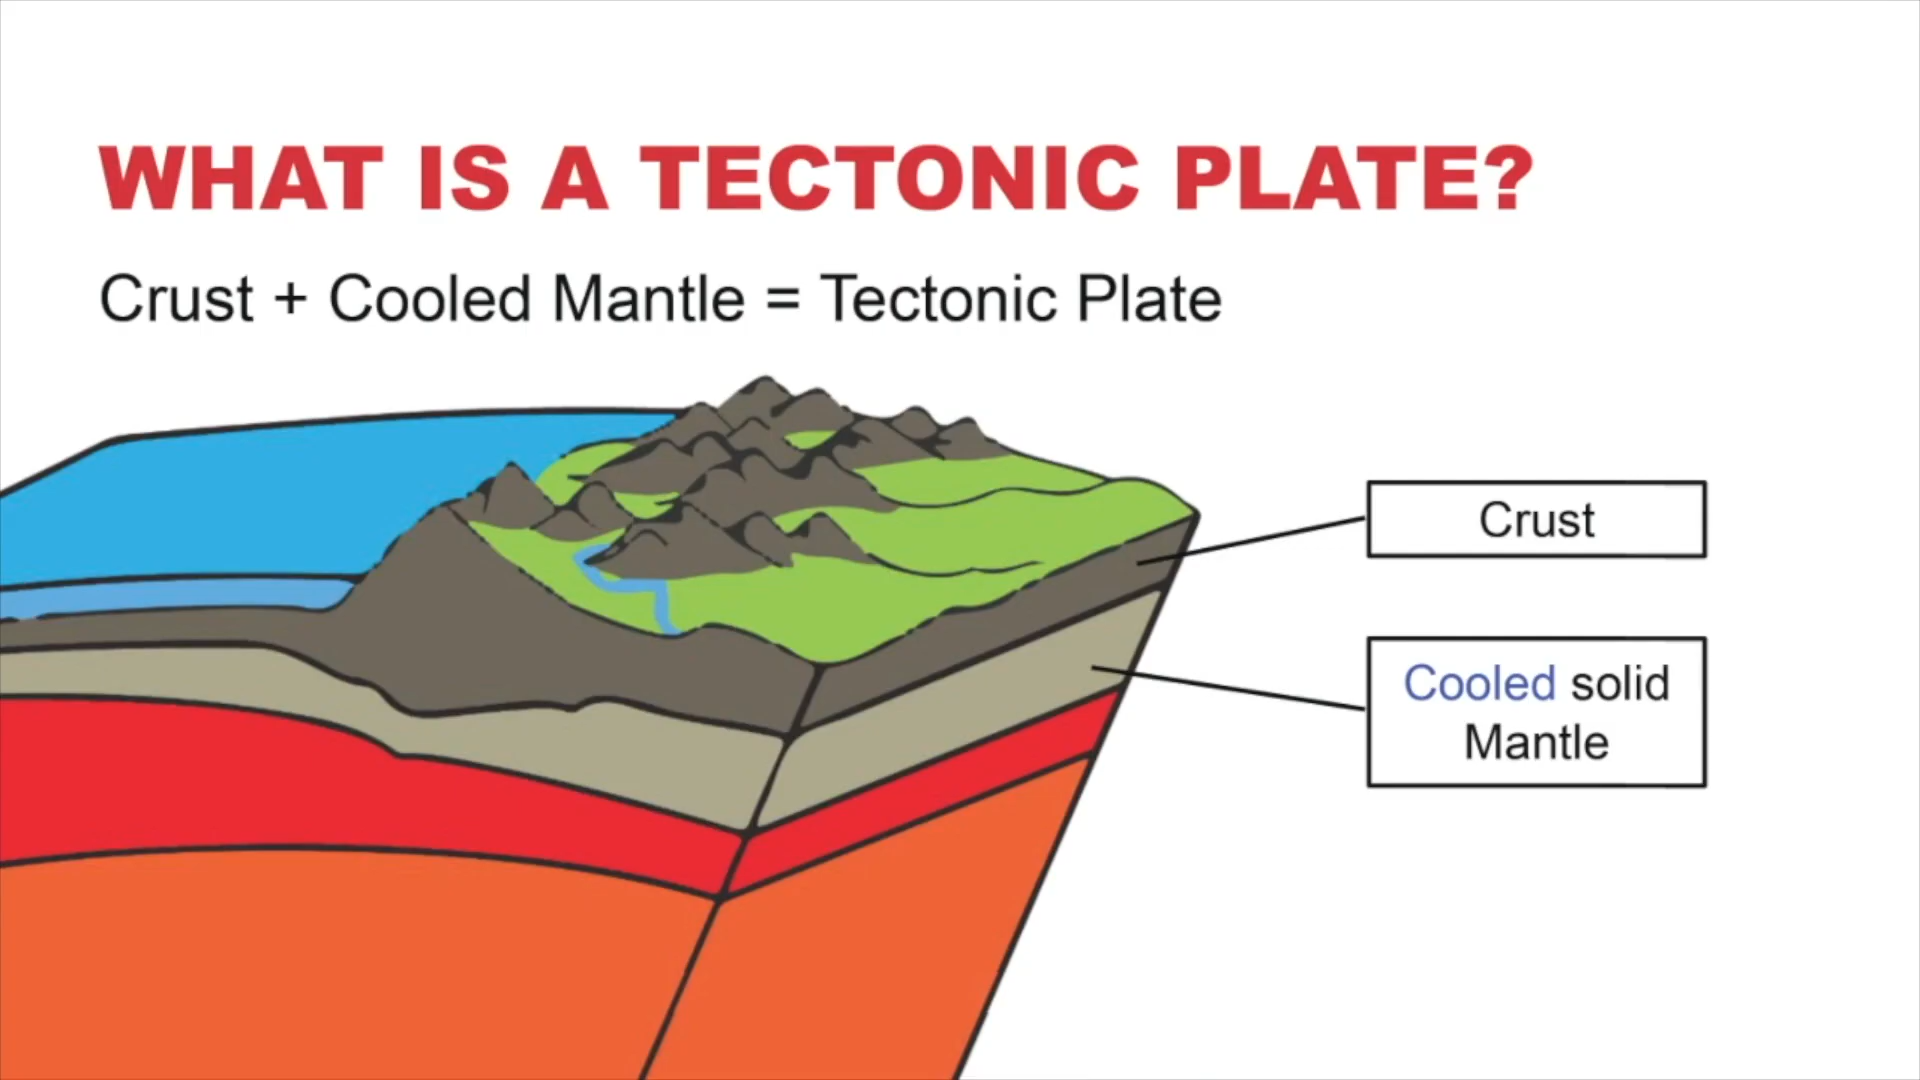 WHAT IS A TECTONIC PLATE?
Crust + Cooled Mantle = Tectonic Plate
Crust
Cooled solid
Mantle